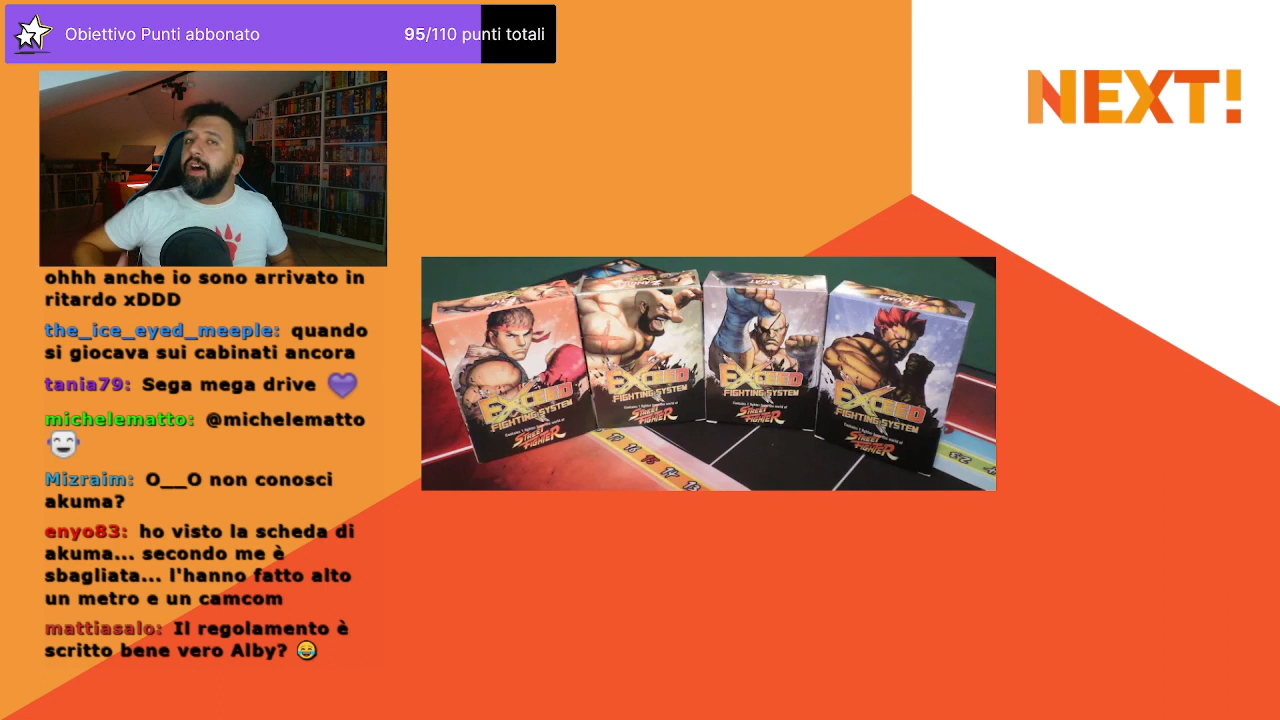 Obiettivo Punti abbonato 95/110 punti totali
NEXT!
ohhh anche io sono arrivato in
ritardo xDDD
the_ice_eyed_meeple: quando
si giocava sui cabinati ancora
tania79: Sega mega drive 💜
michelematto: @michelematto
Mizraim: O__O non conosci
akuma?
enyo83: ho visto la scheda di
akuma... secondo me è
sbagliata... l'hanno fatto alto
un metro e un camcom
mattiasalo: Il regolamento è
scritto bene vero Alby? 😂
EXCEED
FIGHTING SYSTEM
STREET
FIGHTER
EXCEED
FIGHTING SYSTEM
STREET
FIGHTER
SAGAT
EXCEED
FIGHTING SYSTEM
STREET
FIGHTER
EXCEED
FIGHTING SYSTEM
STREET
FIGHTER